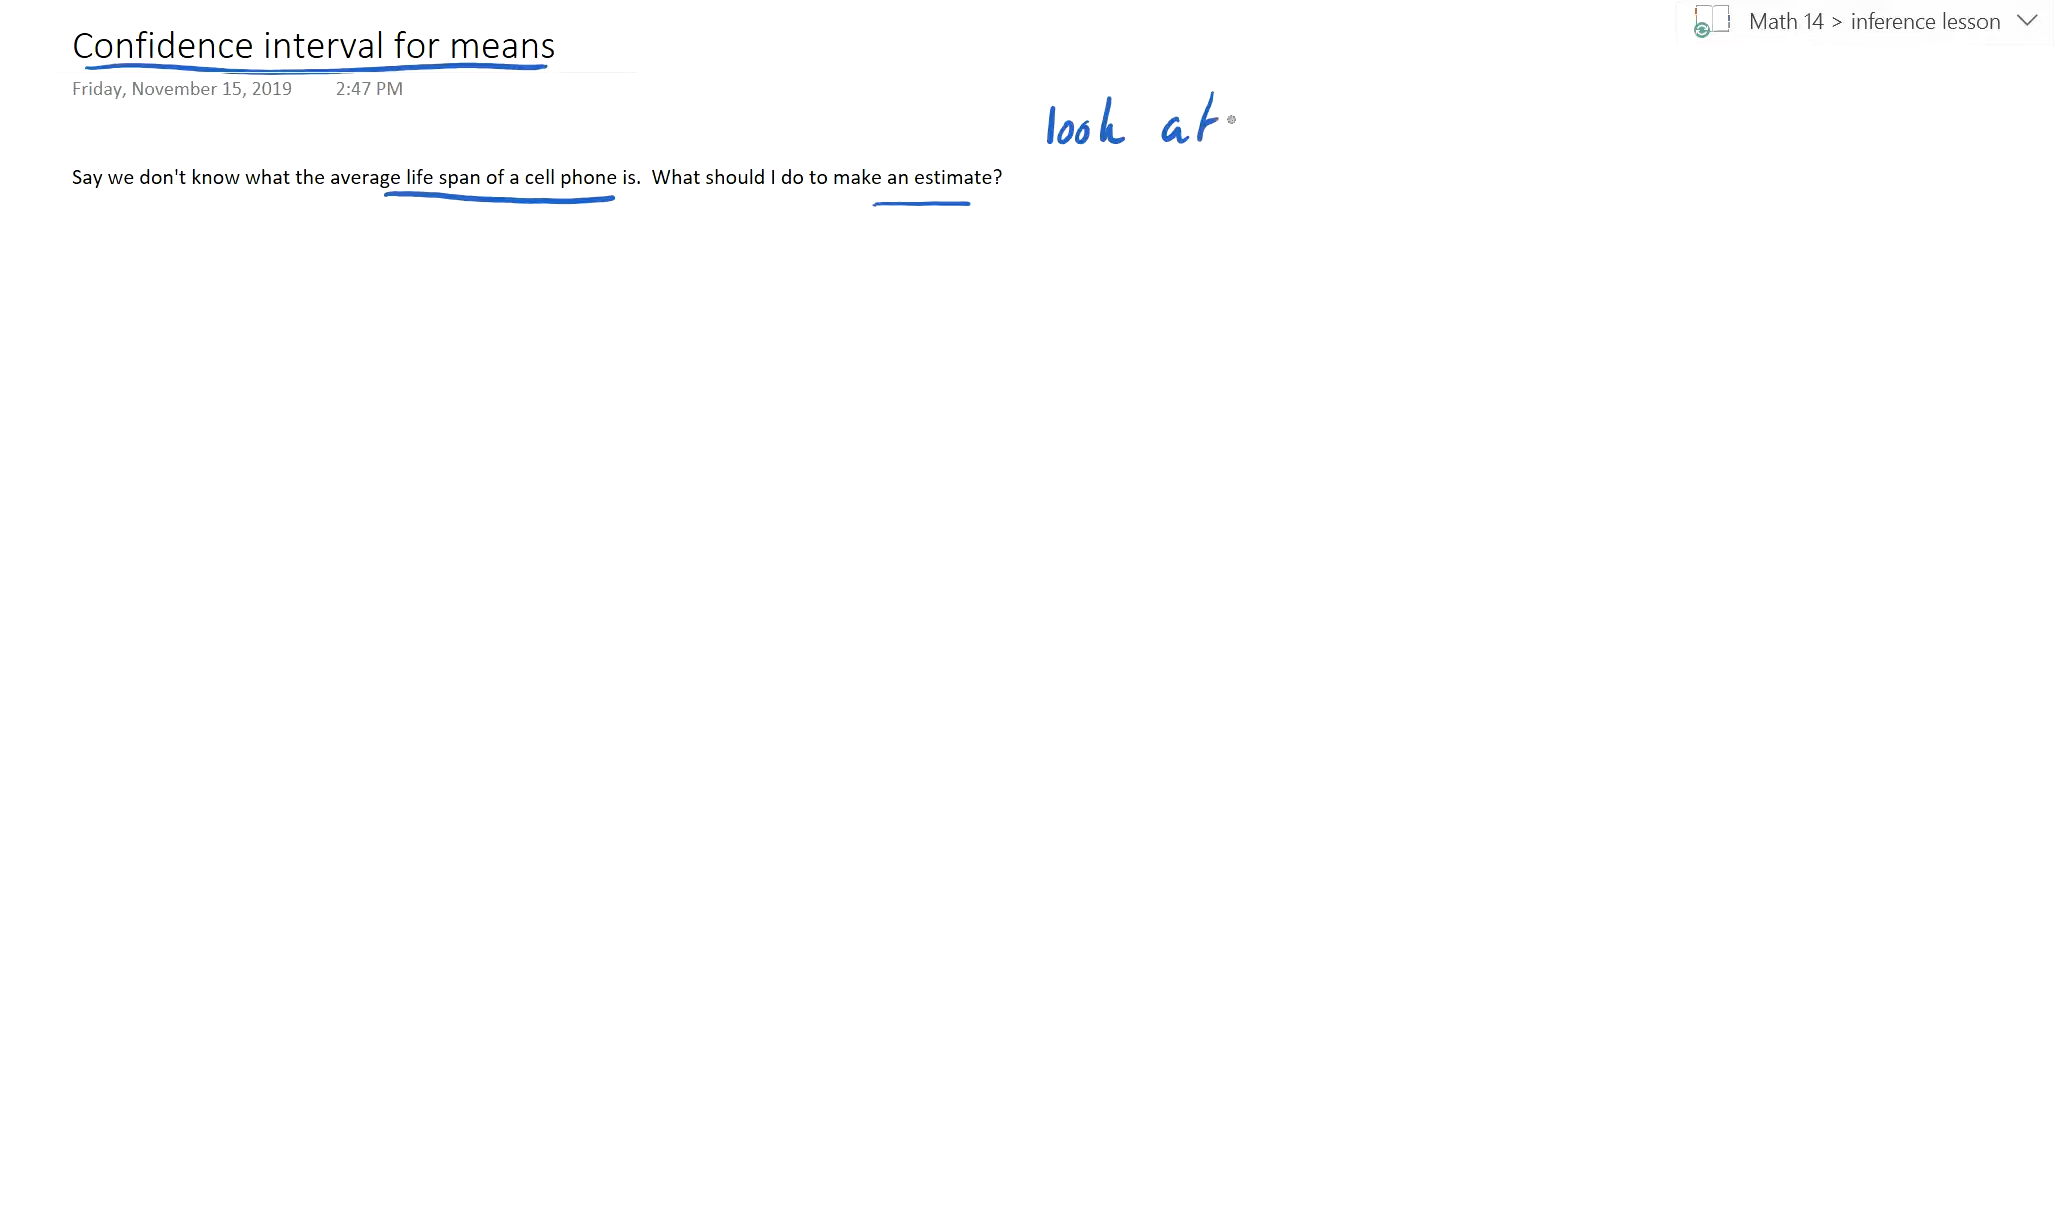 Math 14 > inference lesson
Confidence interval for means
Friday, November 15, 2019 2:47 PM
look at
Say we don't know what the average life span of a cell phone is. What should I do to make an estimate?